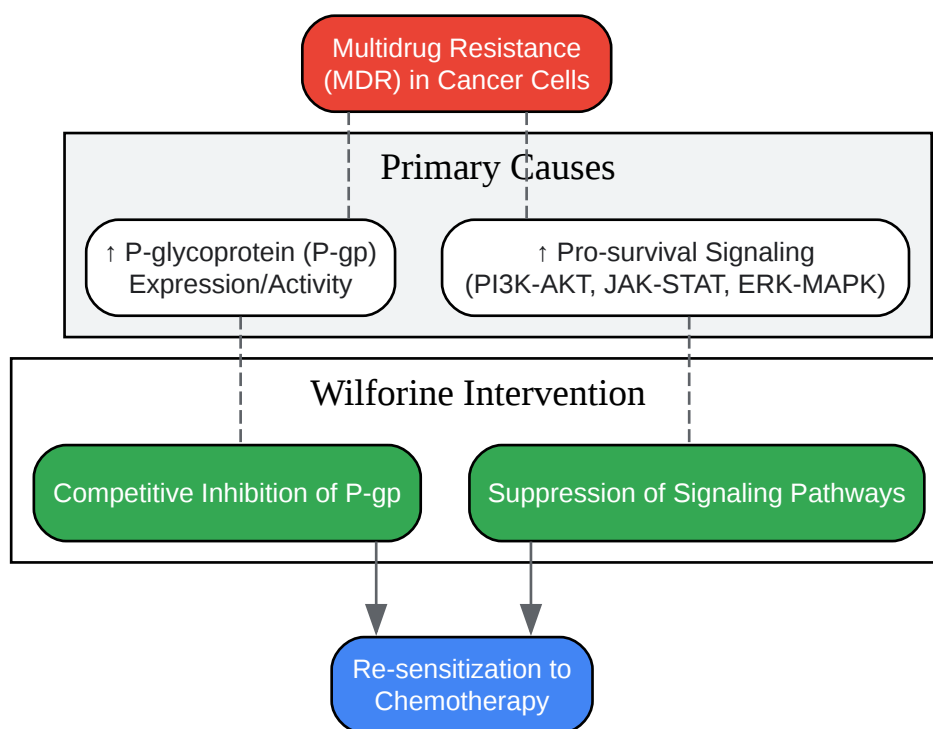 Multidrug Resistance
(MDR) in Cancer Cells
Primary Causes
↑ P-glycoprotein (P-gp)
Expression/Activity
↑ Pro-survival Signaling
(PI3K-AKT, JAK-STAT, ERK-MAPK)
Wilforine Intervention
Competitive Inhibition of P-gp
Suppression of Signaling Pathways
Re-sensitization to
Chemotherapy